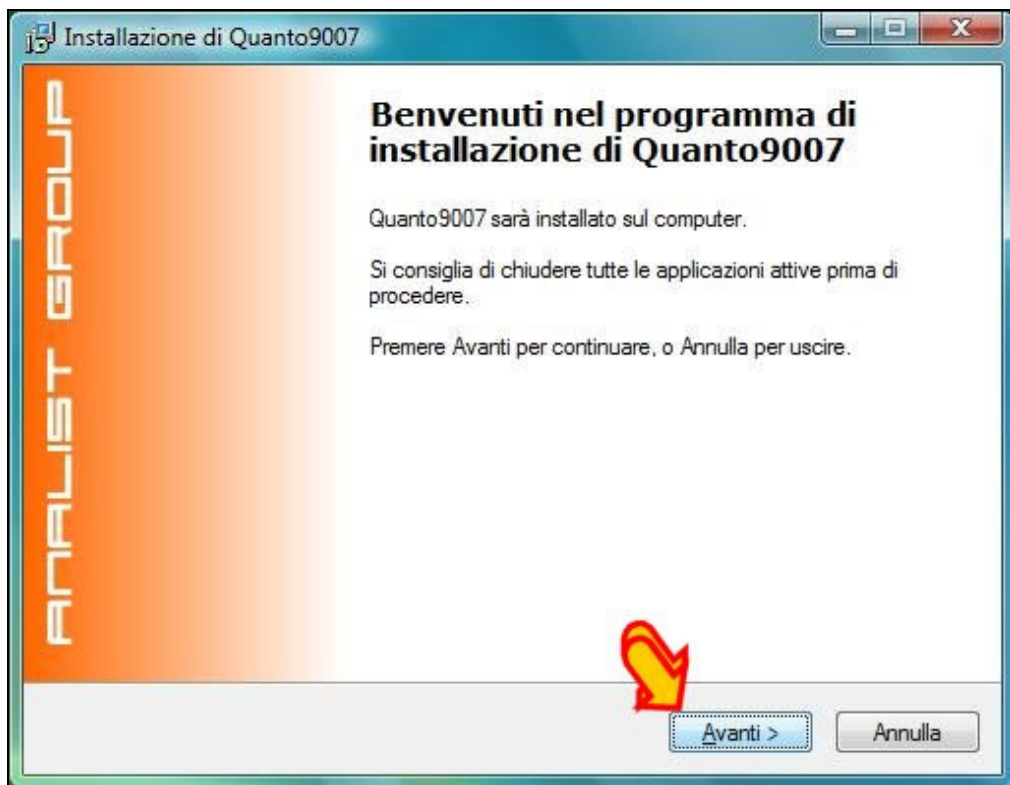 Installazione di Quanto9007
ANALIST GROUP
Benvenuti nel programma di
installazione di Quanto9007
Quanto9007 sarà installato sul computer.
Si consiglia di chiudere tutte le applicazioni attive prima di
procedere.
Premere Avanti per continuare, o Annulla per uscire.
Avanti >
Annulla